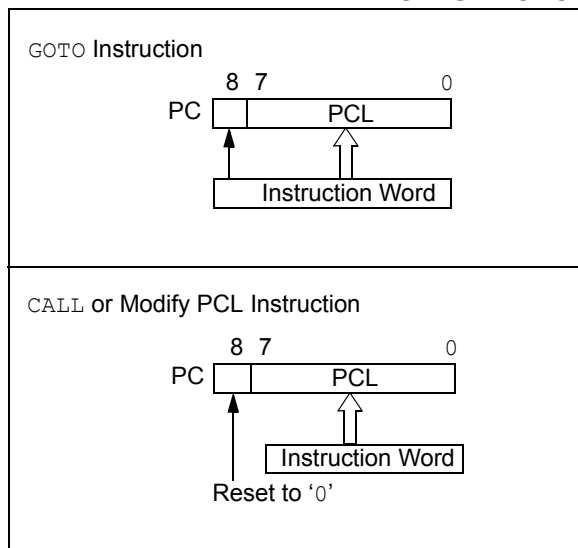 GOTO Instruction
8 7 0
PC PCL
Instruction Word
CALL or Modify PCL Instruction
8 7 0
PC PCL
Instruction Word
Reset to ‘0’